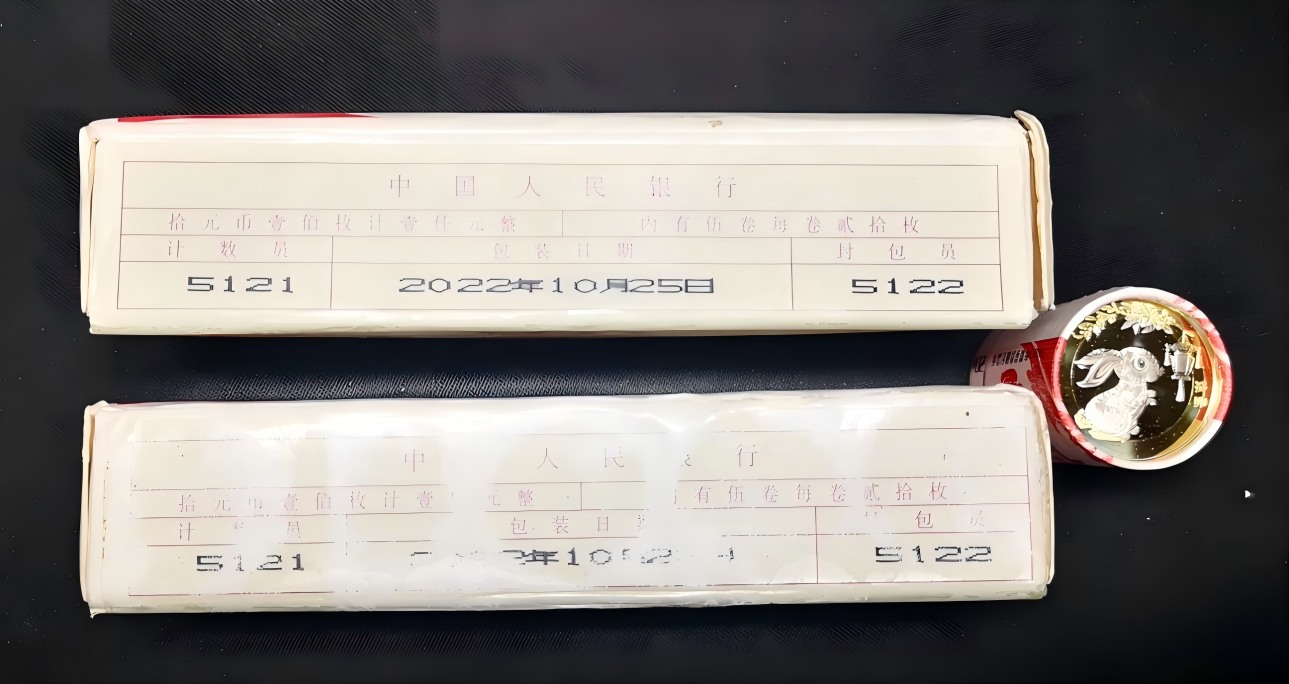 中国人民银行
拾元币壹佰枚计壹仟元整 内有伍卷每卷贰拾枚
计数员 包装日期 封包员
5121 2022年10月25日 5122
中 人民 行
拾元币壹佰枚计壹 元整 有伍卷每卷贰拾枚
计 员 包装日 包员
5121 年10 2 5122